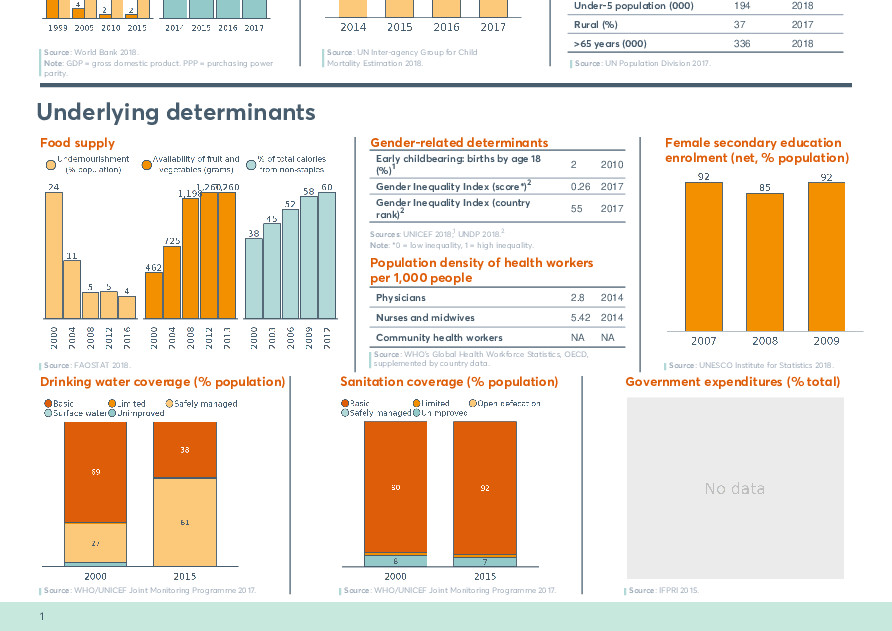 4
2
2
1999 2005 2010 2015
2014 2015 2016 2017
Source: World Bank 2018.
Note: GDP = gross domestic product. PPP = purchasing power
parity.
2014 2015 2016 2017
Source: UN Inter-agency Group for Child
Mortality Estimation 2018.
Under-5 population (000) 194 2018
Rural (%) 37 2017
>65 years (000) 336 2018
Source: UN Population Division 2017.
Underlying determinants
Food supply
Undernourishment
(% population)
Availability of fruit and
vegetables (grams)
% of total calories
from non-staples
24
11
5
5
4
462
725
1,260
38
45
52
58
60
2000 2004 2008 2012 2016
2000 2004 2008 2012
2000 2006 2009
Source: FAOSTAT 2018.
Gender-related determinants
Early childbearing: births by age 18
(%)1 2 2010
Gender Inequality Index (score*)2 0.26 2017
Gender Inequality Index (country
rank)2 55 2017
Sources: UNICEF 2018,1 UNDP 2018.2
Note: *0 = low inequality, 1 = high inequality.
Population density of health workers
per 1,000 people
Physicians 2.8 2014
Nurses and midwives 5.42 2014
Community health workers NA NA
Source: WHO's Global Health Workforce Statistics, OECD,
supplemented by country data.
Female secondary education
enrolment (net, % population)
92
85
92
2007 2008 2009
Source: UNESCO Institute for Statistics 2018.
Drinking water coverage (% population)
Basic Limited Safely managed
Surface water Unimproved
69
27
38
61
2000 2015
Source: WHO/UNICEF Joint Monitoring Programme 2017.
Sanitation coverage (% population)
Basic Limited Open defecation
Safely managed Unimproved
90
6
92
7
2000 2015
Source: WHO/UNICEF Joint Monitoring Programme 2017.
Government expenditures (% total)
No data
Source: IFPRI 2015.
1